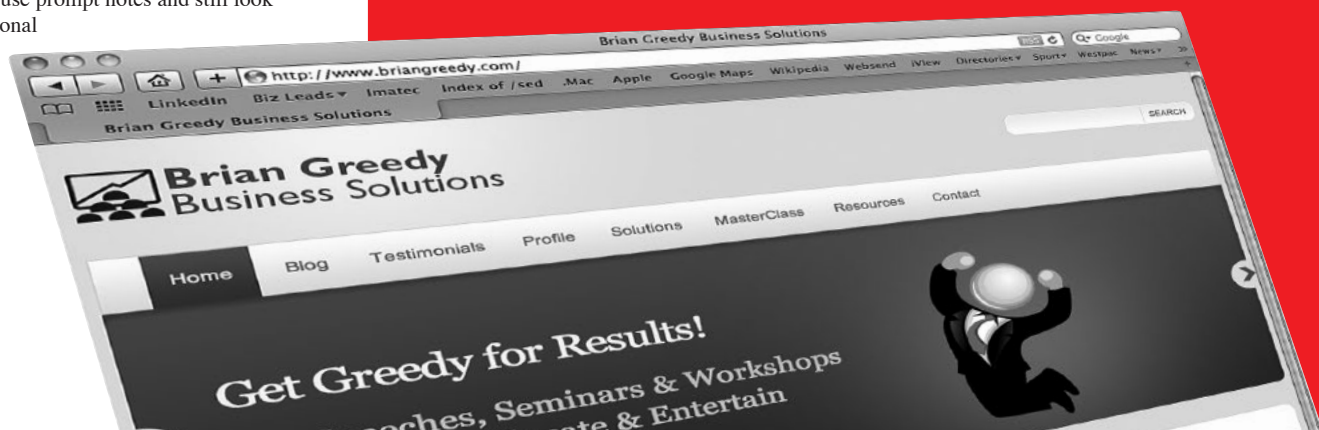 use prompt notes and still look
Brian Greedy Business Solutions
http://www.briangreedy.com/
Google
LinkedIn Biz Leads Imatec Index of /sed .Mac Apple Google Maps Wikipedia Websend iView Directories Sport Westpac News
Brian Greedy Business Solutions
SEARCH
Brian Greedy
Business Solutions
Home Blog Testimonials Profile Solutions MasterClass Resources Contact
Get Greedy for Results!
Seminars & Workshops
& Entertain